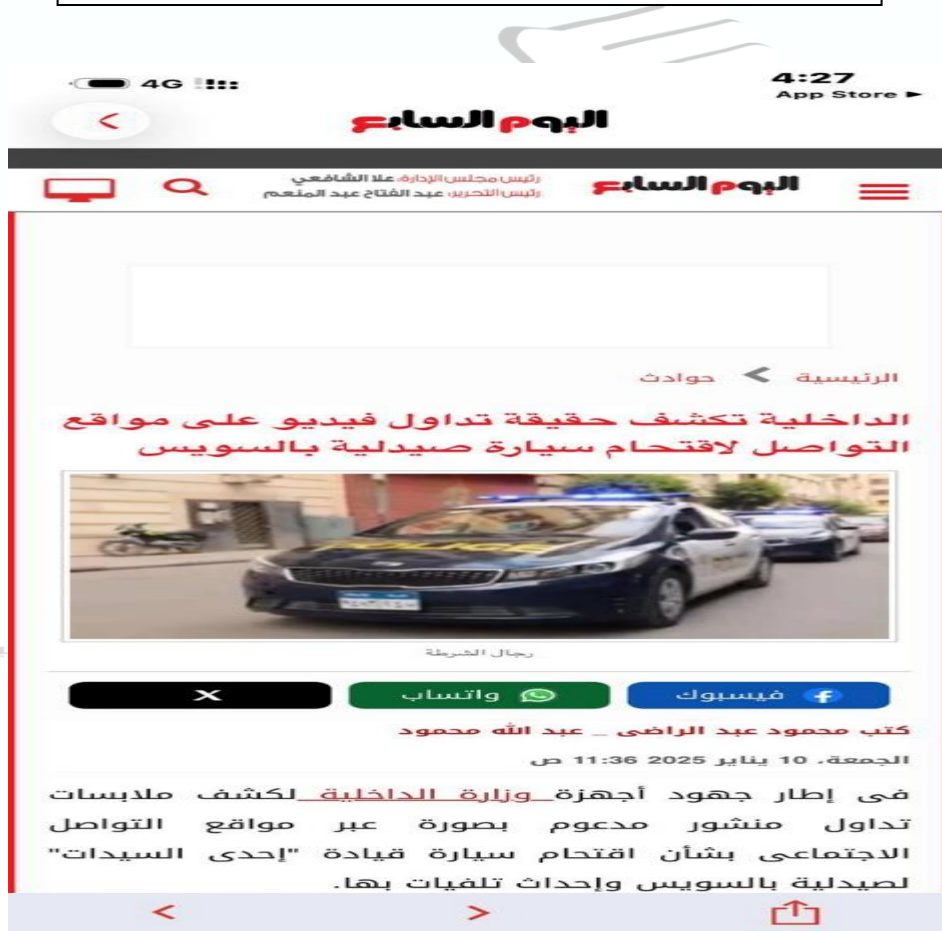 4G
4:27
App Store
اليوم السابع
رئيس مجلس الإدارة: علا الشافعي
رئيس التحرير: عبد الفتاح عبد المنعم
اليوم السابع
الرئيسية > حوادث
الداخلية تكشف حقيقة تداول فيديو على مواقع
التواصل لاقتحام سيارة صيدلية بالسويس
POLICE
رجال الشرطة
فيسبوك
واتساب
X
كتب محمود عبد الراضى _ عبد الله محمود
الجمعة، 10 يناير 2025 11:36 ص
فى إطار جهود أجهزة وزارة الداخلية لكشف ملابسات
تداول منشور مدعوم بصورة عبر مواقع التواصل
الاجتماعى بشأن اقتحام سيارة قيادة "إحدى السيدات"
لصيدلية بالسويس وإحداث تلفيات بها.